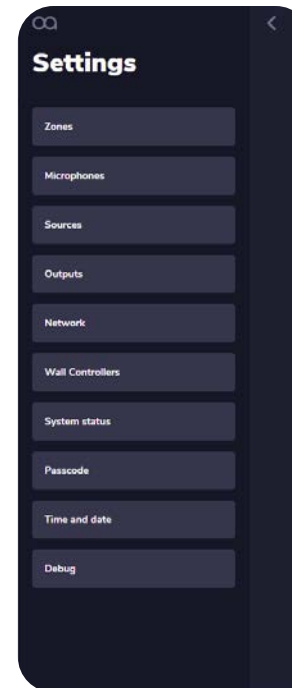 Settings
Zones
Microphones
Sources
Outputs
Network
Wall Controllers
System status
Passcode
Time and date
Debug